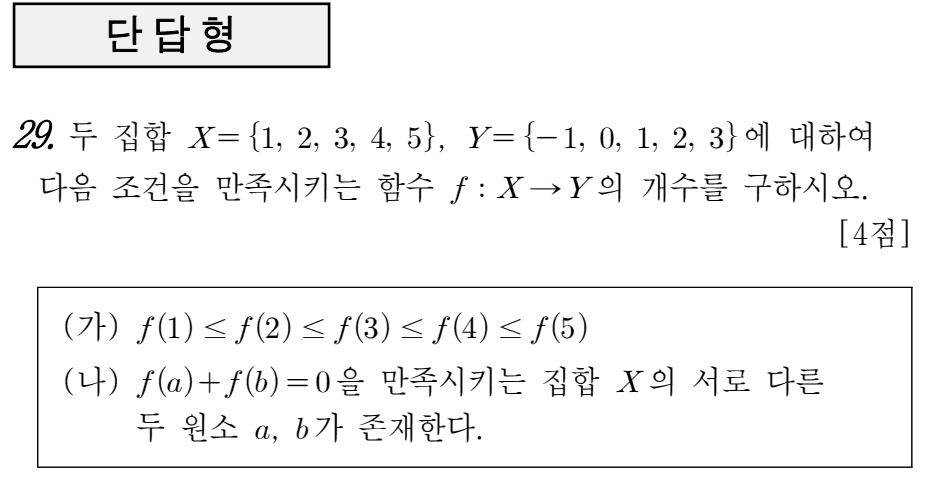 단답형
29. 두 집합 X={1, 2, 3, 4, 5}, Y={−1, 0, 1, 2, 3}에 대하여
다음 조건을 만족시키는 함수 f : X→Y의 개수를 구하시오.
[4점]
(가) f(1)≤f(2)≤f(3)≤f(4)≤f(5)
(나) f(a)+f(b)=0을 만족시키는 집합 X의 서로 다른
두 원소 a, b가 존재한다.